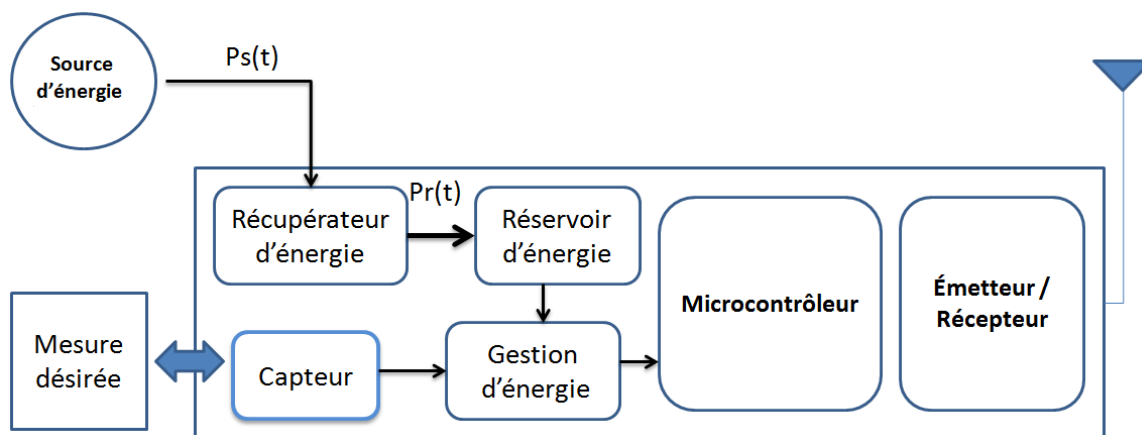 Source
d'énergie
Ps(t)
Récupérateur
d'énergie
Pr(t)
Réservoir
d'énergie
Microcontrôleur
Émetteur /
Récepteur
Mesure
désirée
Capteur
Gestion
d'énergie